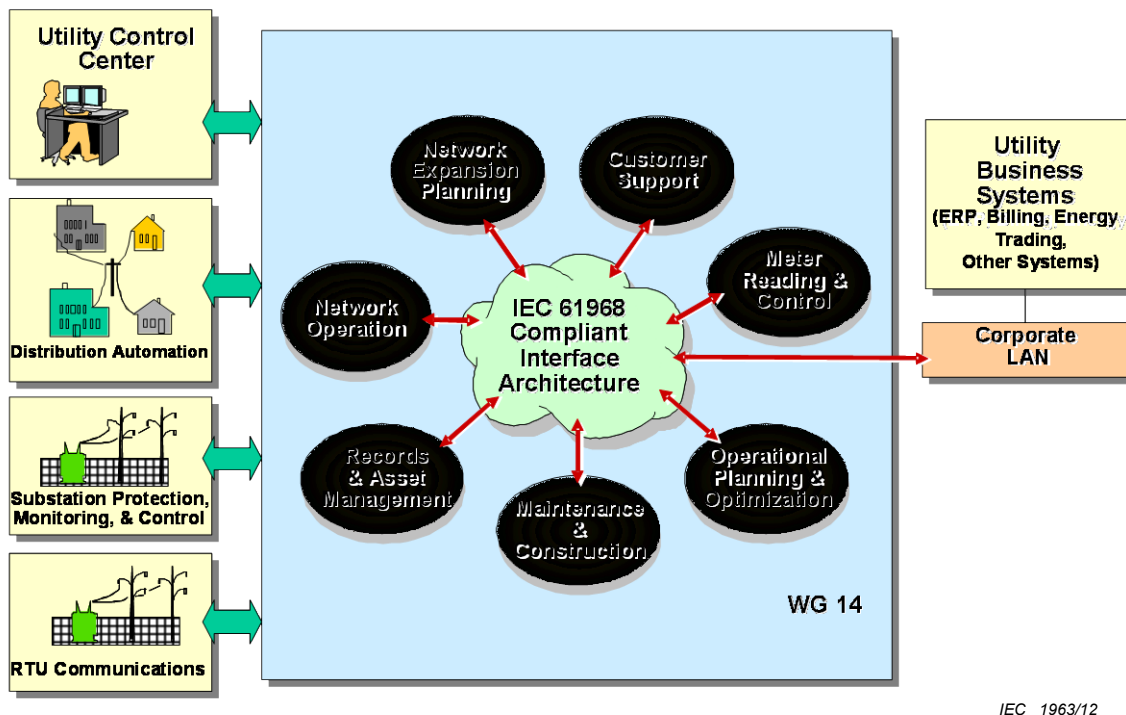 Utility Control
Center
Distribution Automation
Substation Protection,
Monitoring, & Control
RTU Communications
Network
Expansion
Planning
Customer
Support
Network
Operation
Meter
Reading &
Control
IEC 61968
Compliant
Interface
Architecture
Records
& Asset
Management
Maintenance
&
Construction
Operational
Planning &
Optimization
WG 14
Utility
Business
Systems
(ERP, Billing, Energy
Trading,
Other Systems)
Corporate
LAN
IEC 1963/12